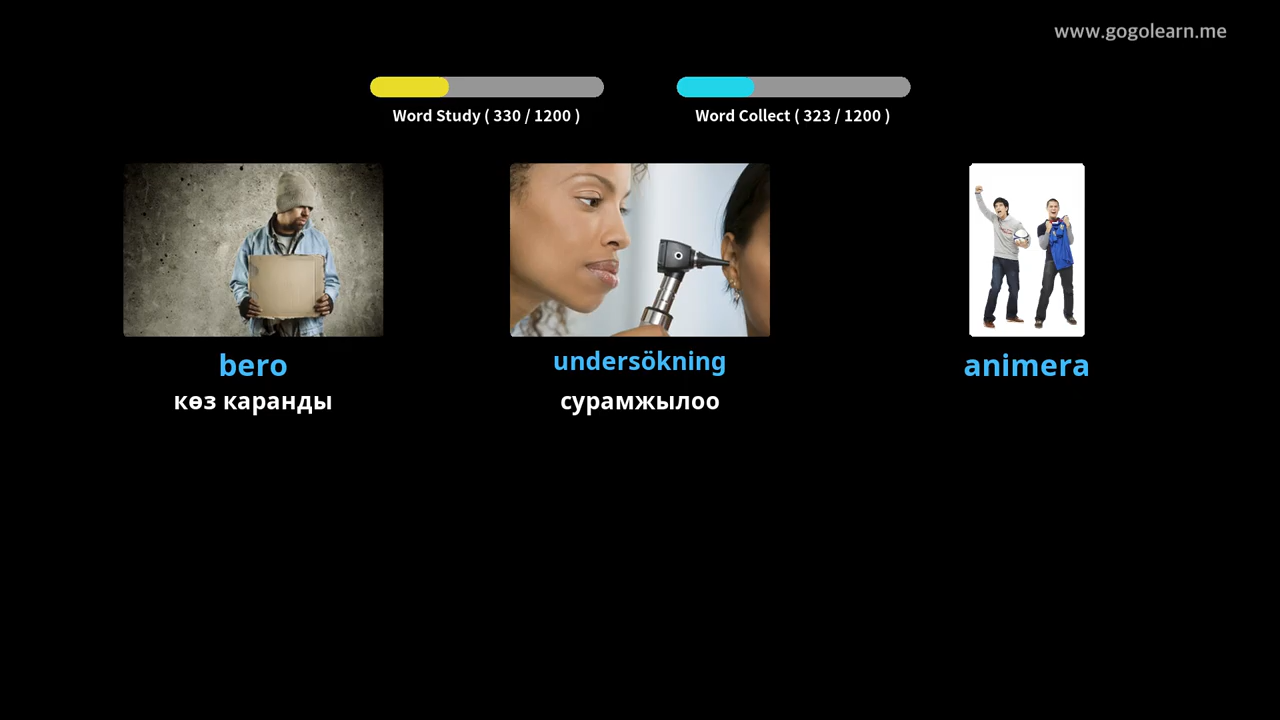 www.gogolearn.me
Word Study ( 330 / 1200 )
Word Collect ( 323 / 1200 )
bero
көз каранды
undersökning
сурамжылоо
animera